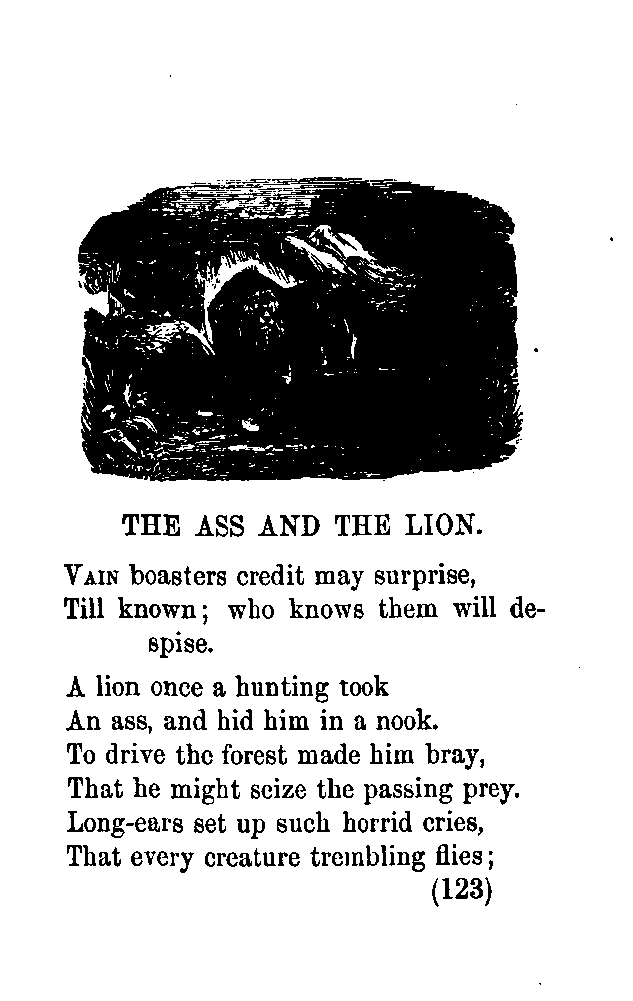 THE ASS AND THE LION.
VAIN boasters credit may surprise,
Till known; who knows them will de-
spise.
A lion once a hunting took
An ass, and hid him in a nook.
To drive the forest made him bray,
That he might seize the passing prey.
Long-ears set up such horrid cries,
That every creature trembling flies;
(123)